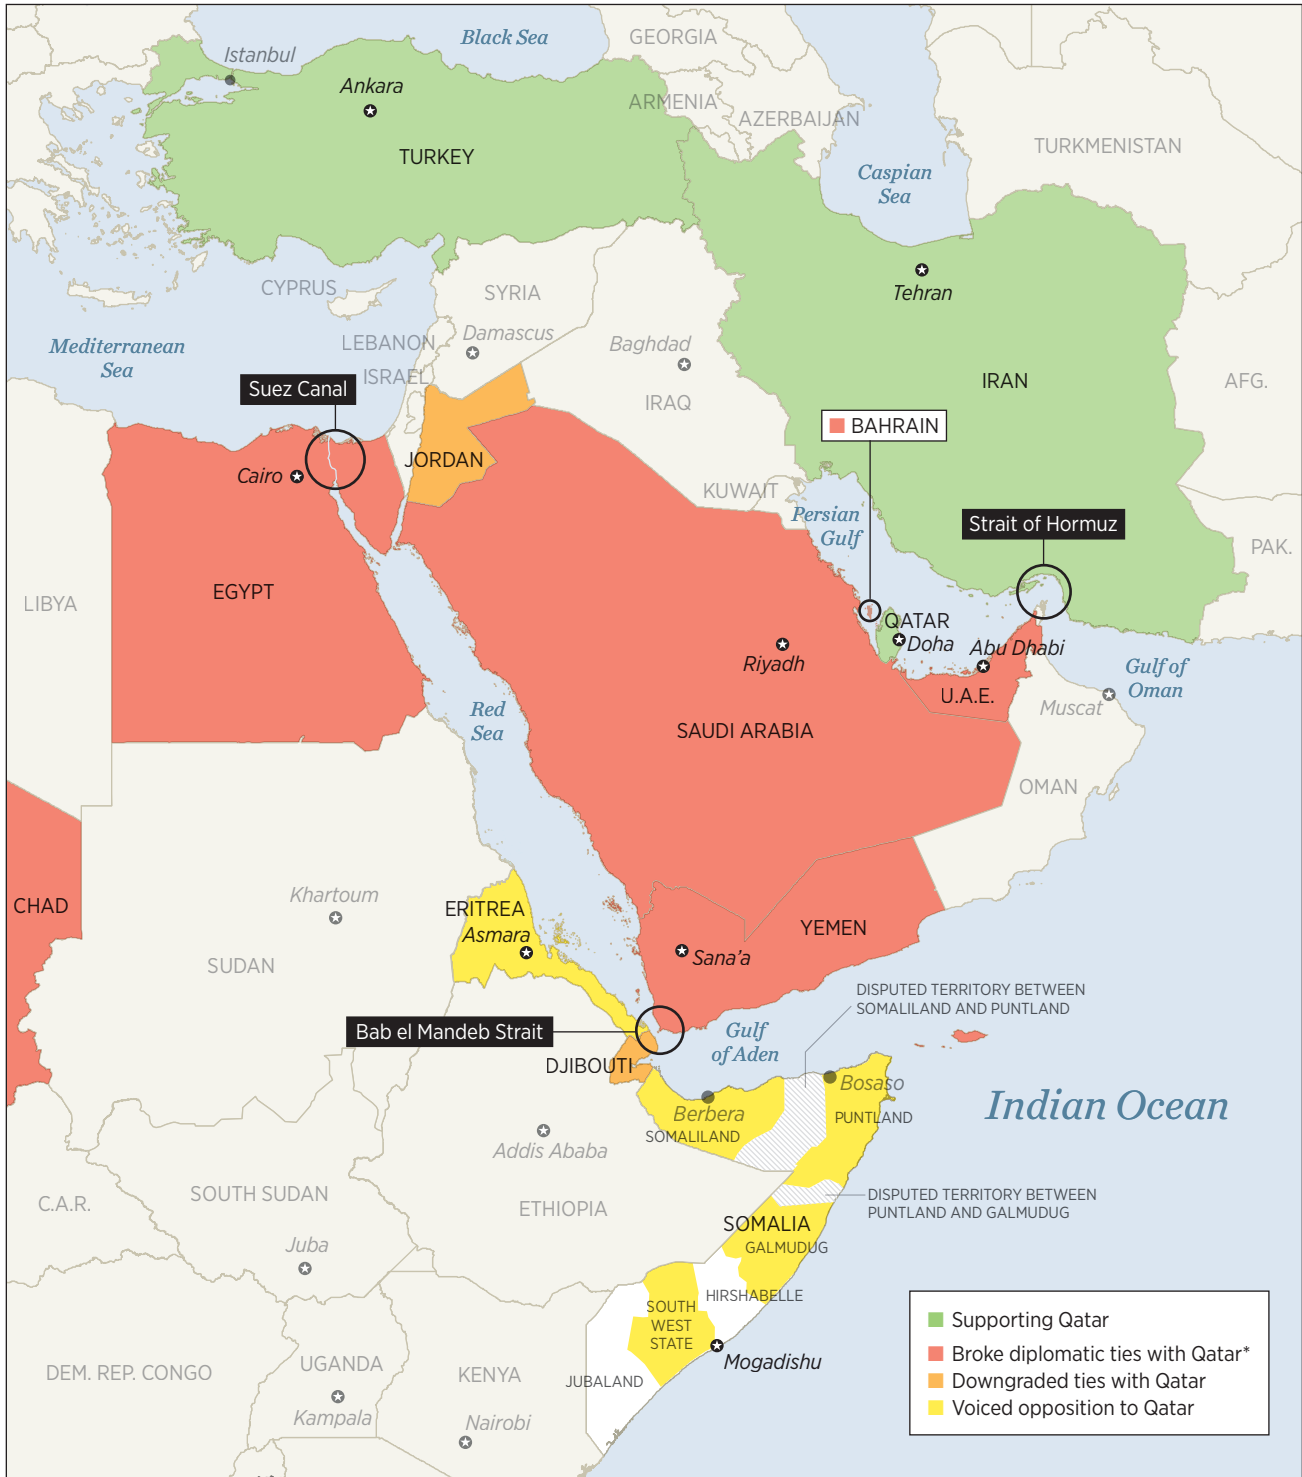 Black Sea
GEORGIA
Istanbul
Ankara
ARMENIA
AZERBAIJAN
TURKEY
TURKMENISTAN
Caspian
Sea
Tehran
CYPRUS
SYRIA
LEBANON
Damascus
Baghdad
Mediterranean
Sea
ISRAEL
Suez Canal
IRAN
AFG.
IRAQ
BAHRAIN
JORDAN
Cairo
KUWAIT
Persian
Gulf
Strait of Hormuz
PAK.
EGYPT
LIBYA
QATAR
Doha
Abu Dhabi
Riyadh
Gulf of
Oman
U.A.E.
Muscat
Red
Sea
SAUDI ARABIA
OMAN
Khartoum
CHAD
ERITREA
Asmara
YEMEN
Sana’a
SUDAN
DISPUTED TERRITORY BETWEEN
SOMALILAND AND PUNTLAND
Bab el Mandeb Strait
Gulf
of Aden
DJIBOUTI
Bosaso
Berbera
PUNTLAND
SOMALILAND
Indian Ocean
Addis Ababa
C.A.R.
SOUTH SUDAN
ETHIOPIA
DISPUTED TERRITORY BETWEEN
PUNTLAND AND GALMUDUG
SOMALIA
GALMUDUG
Juba
HIRSHABELLE
SOUTH
WEST
STATE
Mogadishu
DEM. REP. CONGO
UGANDA
KENYA
JUBALAND
Kampala
Nairobi
Supporting Qatar
Broke diplomatic ties with Qatar*
Downgraded ties with Qatar
Voiced opposition to Qatar